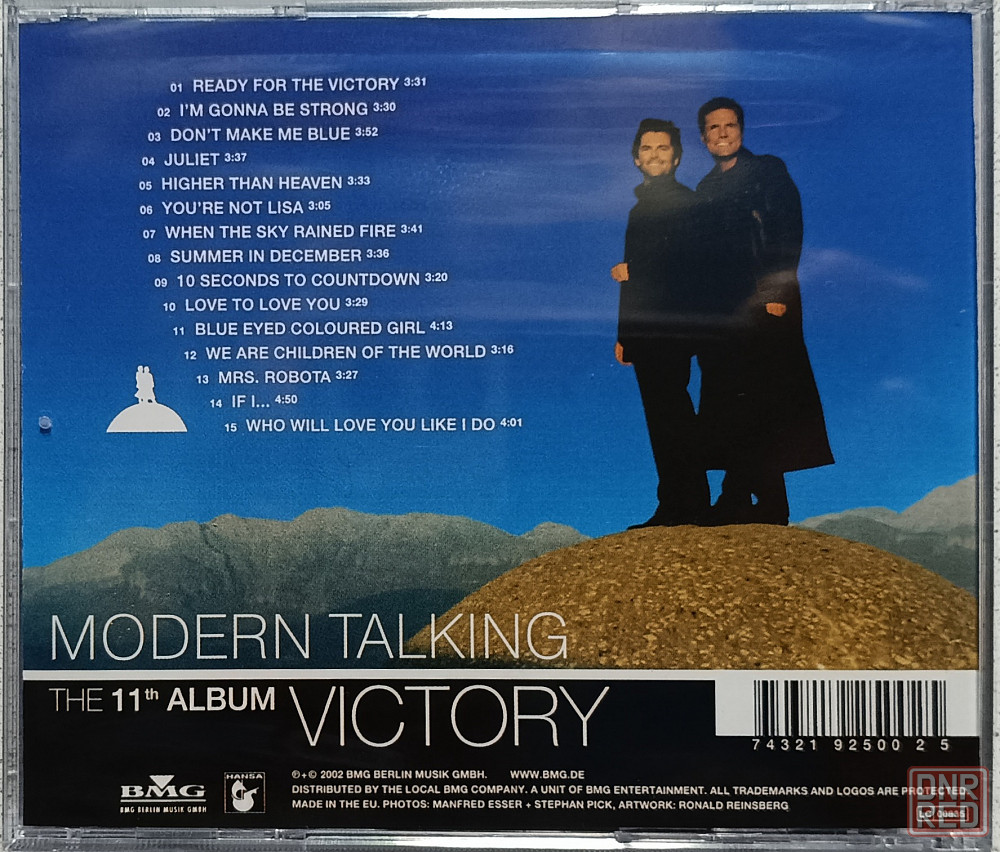 01 READY FOR THE VICTORY 3:31
02 I'M GONNA BE STRONG 3:30
03 DON'T MAKE ME BLUE 3:52
04 JULIET 3:37
05 HIGHER THAN HEAVEN 3:33
06 YOU'RE NOT LISA 3:05
07 WHEN THE SKY RAINED FIRE 3:41
08 SUMMER IN DECEMBER 3:36
09 10 SECONDS TO COUNTDOWN 3:20
10 LOVE TO LOVE YOU 3:29
11 BLUE EYED COLOURED GIRL 4:13
12 WE ARE CHILDREN OF THE WORLD 3:16
13 MRS. ROBOTA 3:27
14 IF I... 4:50
15 WHO WILL LOVE YOU LIKE I DO 4:01
MODERN TALKING
THE 11th ALBUM VICTORY
74321 92500 2 5
BMG
BMG BERLIN MUSIK GMBH
HANSA
℗+© 2002 BMG BERLIN MUSIK GMBH. WWW.BMG.DE
DISTRIBUTED BY THE LOCAL BMG COMPANY. A UNIT OF BMG ENTERTAINMENT. ALL TRADEMARKS AND LOGOS ARE PROTECTED.
MADE IN THE EU. PHOTOS: MANFRED ESSER + STEPHAN PICK, ARTWORK: RONALD REINSBERG
DNR
RED